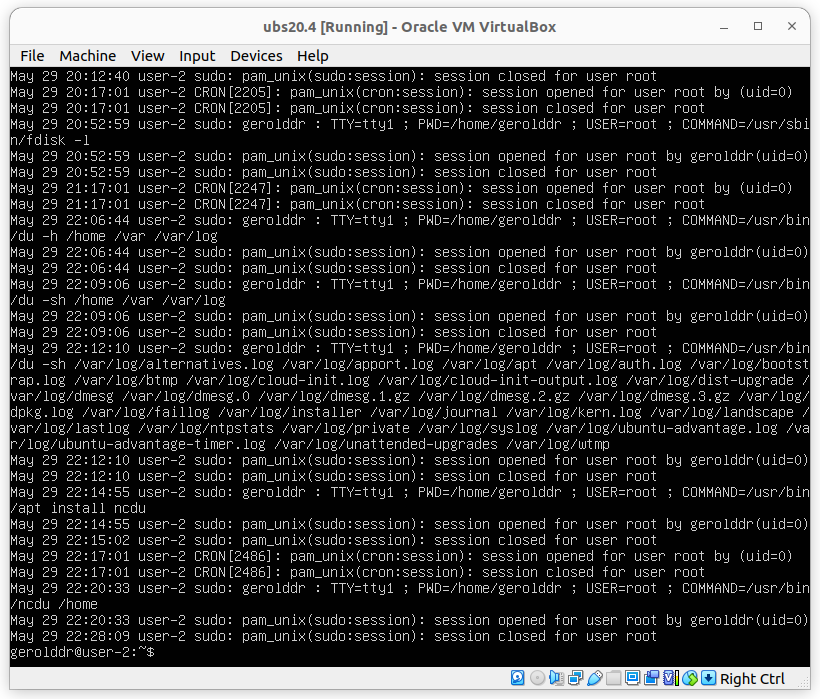 ubs20.4 [Running] - Oracle VM VirtualBox
File Machine View Input Devices Help
May 29 20:12:40 user-2 sudo: pam_unix(sudo:session): session closed for user root
May 29 20:17:01 user-2 CRON[2205]: pam_unix(cron:session): session opened for user root by (uid=0)
May 29 20:17:01 user-2 CRON[2205]: pam_unix(cron:session): session closed for user root
May 29 20:52:59 user-2 sudo: gerolddr : TTY=tty1 ; PWD=/home/gerolddr ; USER=root ; COMMAND=/usr/sbi
n/fdisk -l
May 29 20:52:59 user-2 sudo: pam_unix(sudo:session): session opened for user root by gerolddr(uid=0)
May 29 20:52:59 user-2 sudo: pam_unix(sudo:session): session closed for user root
May 29 21:17:01 user-2 CRON[2247]: pam_unix(cron:session): session opened for user root by (uid=0)
May 29 21:17:01 user-2 CRON[2247]: pam_unix(cron:session): session closed for user root
May 29 22:06:44 user-2 sudo: gerolddr : TTY=tty1 ; PWD=/home/gerolddr ; USER=root ; COMMAND=/usr/bin
/du -h /home /var /var/log
May 29 22:06:44 user-2 sudo: pam_unix(sudo:session): session opened for user root by gerolddr(uid=0)
May 29 22:06:44 user-2 sudo: pam_unix(sudo:session): session closed for user root
May 29 22:09:06 user-2 sudo: gerolddr : TTY=tty1 ; PWD=/home/gerolddr ; USER=root ; COMMAND=/usr/bin
/du -sh /home /var /var/log
May 29 22:09:06 user-2 sudo: pam_unix(sudo:session): session opened for user root by gerolddr(uid=0)
May 29 22:09:06 user-2 sudo: pam_unix(sudo:session): session closed for user root
May 29 22:12:10 user-2 sudo: gerolddr : TTY=tty1 ; PWD=/home/gerolddr ; USER=root ; COMMAND=/usr/bin
/du -sh /var/log/alternatives.log /var/log/apport.log /var/log/apt /var/log/auth.log /var/log/bootst
rap.log /var/log/btmp /var/log/cloud-init.log /var/log/cloud-init-output.log /var/log/dist-upgrade /
var/log/dmesg /var/log/dmesg.0 /var/log/dmesg.1.gz /var/log/dmesg.2.gz /var/log/dmesg.3.gz /var/log/
dpkg.log /var/log/faillog /var/log/installer /var/log/journal /var/log/kern.log /var/log/landscape /
var/log/lastlog /var/log/ntpstats /var/log/private /var/log/syslog /var/log/ubuntu-advantage.log /va
r/log/ubuntu-advantage-timer.log /var/log/unattended-upgrades /var/log/wtmp
May 29 22:12:10 user-2 sudo: pam_unix(sudo:session): session opened for user root by gerolddr(uid=0)
May 29 22:12:10 user-2 sudo: pam_unix(sudo:session): session closed for user root
May 29 22:14:55 user-2 sudo: gerolddr : TTY=tty1 ; PWD=/home/gerolddr ; USER=root ; COMMAND=/usr/bin
/apt install ncdu
May 29 22:14:55 user-2 sudo: pam_unix(sudo:session): session opened for user root by gerolddr(uid=0)
May 29 22:15:02 user-2 sudo: pam_unix(sudo:session): session closed for user root
May 29 22:17:01 user-2 CRON[2486]: pam_unix(cron:session): session opened for user root by (uid=0)
May 29 22:17:01 user-2 CRON[2486]: pam_unix(cron:session): session closed for user root
May 29 22:20:33 user-2 sudo: gerolddr : TTY=tty1 ; PWD=/home/gerolddr ; USER=root ; COMMAND=/usr/bin
/ncdu /home
May 29 22:20:33 user-2 sudo: pam_unix(sudo:session): session opened for user root by gerolddr(uid=0)
May 29 22:28:09 user-2 sudo: pam_unix(sudo:session): session closed for user root
gerolddr@user-2:~$
Right Ctrl